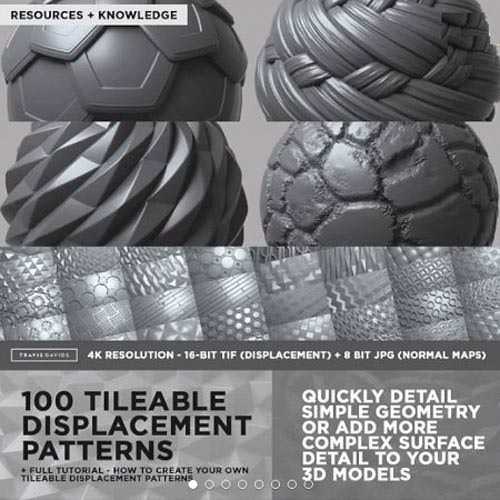 RESOURCES + KNOWLEDGE
TRAVIS DAVIDS
4K RESOLUTION - 16-BIT TIF (DISPLACEMENT) + 8 BIT JPG (NORMAL MAPS)
100 TILEABLE
DISPLACEMENT
PATTERNS
+ FULL TUTORIAL - HOW TO CREATE YOUR OWN
TILEABLE DISPLACEMENT PATTERNS
QUICKLY DETAIL
SIMPLE GEOMETRY
OR ADD MORE
COMPLEX SURFACE
DETAIL TO YOUR
3D MODELS